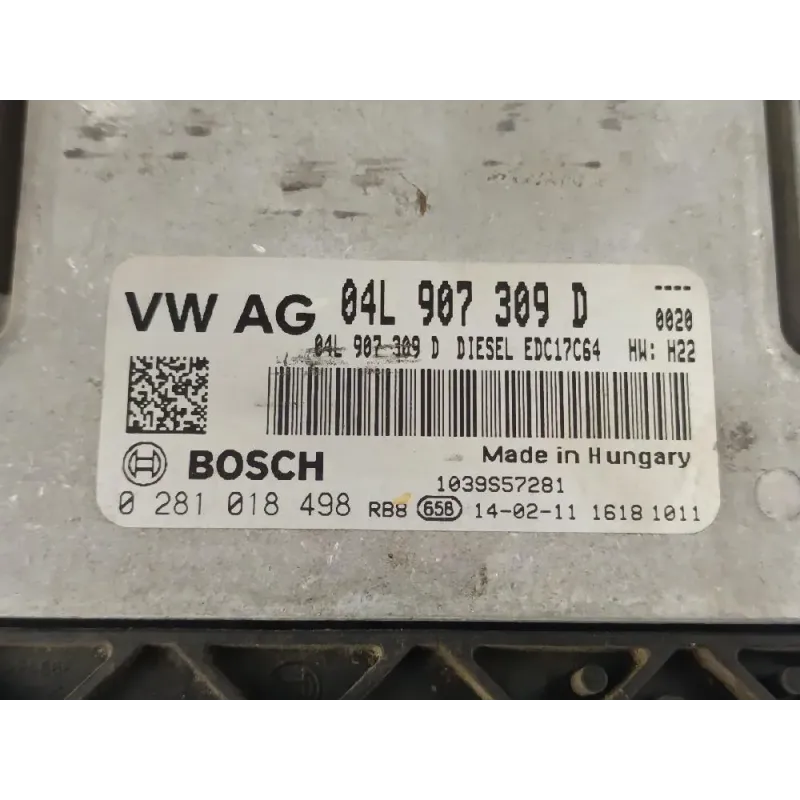 VW AG 04L 907 309 D ----
0020
04L 907 309 D DIESEL EDC17C64 HW: H22
BOSCH Made in Hungary
1039S57281
0 281 018 498 RB8 658 14-02-11 1618 1011